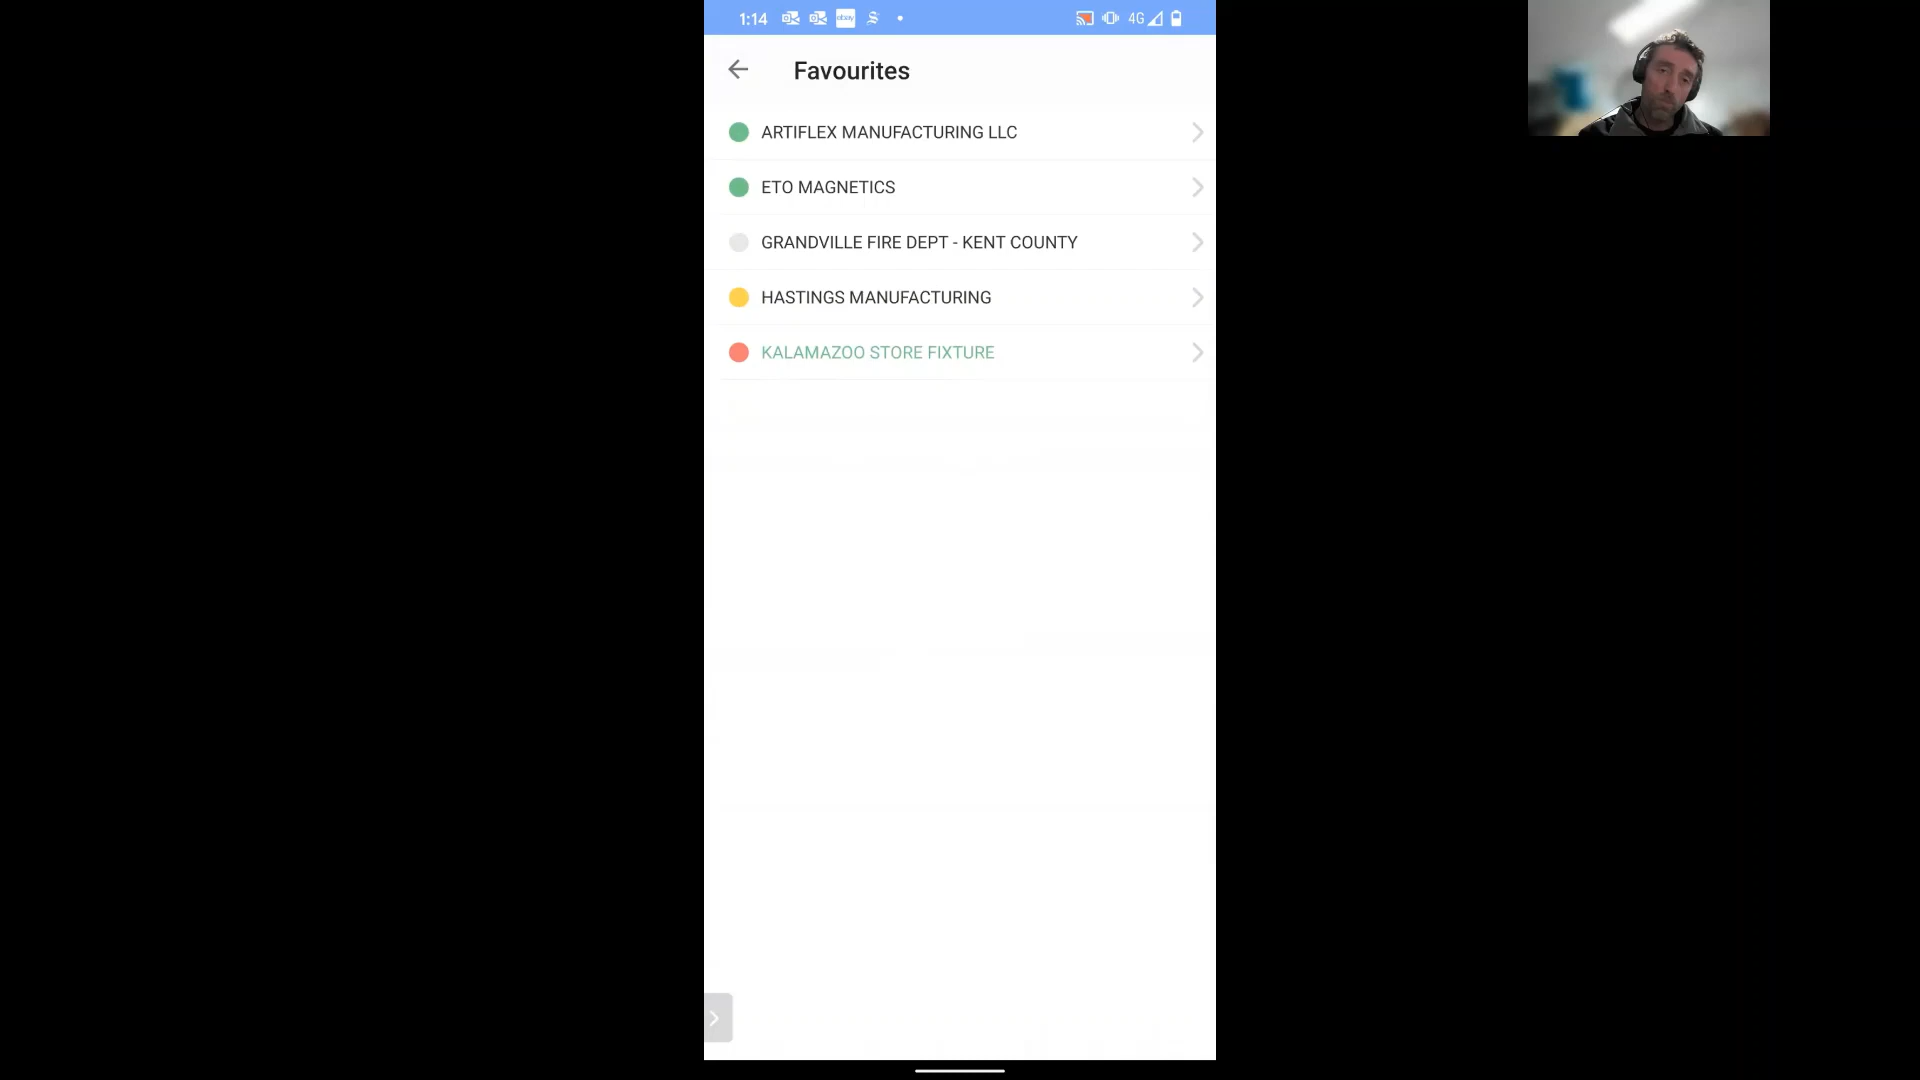 1:14
ebay
4G
Favourites
ARTIFLEX MANUFACTURING LLC
ETO MAGNETICS
GRANDVILLE FIRE DEPT - KENT COUNTY
HASTINGS MANUFACTURING
KALAMAZOO STORE FIXTURE